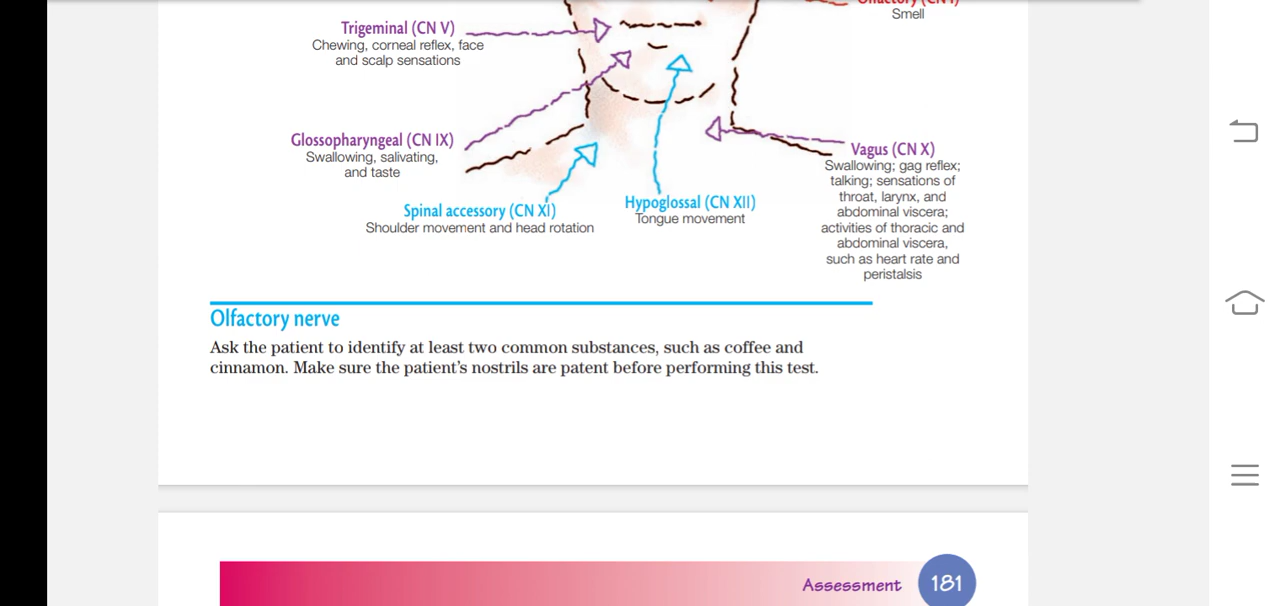 Olfactory (CN I)
Smell
Trigeminal (CN V)
Chewing, corneal reflex, face
and scalp sensations
Glossopharyngeal (CN IX)
Swallowing, salivating,
and taste
Spinal accessory (CN XI)
Shoulder movement and head rotation
Hypoglossal (CN XII)
Tongue movement
Vagus (CN X)
Swallowing; gag reflex;
talking; sensations of
throat, larynx, and
abdominal viscera;
activities of thoracic and
abdominal viscera,
such as heart rate and
peristalsis
Olfactory nerve
Ask the patient to identify at least two common substances, such as coffee and
cinnamon. Make sure the patient's nostrils are patent before performing this test.
Assessment 181